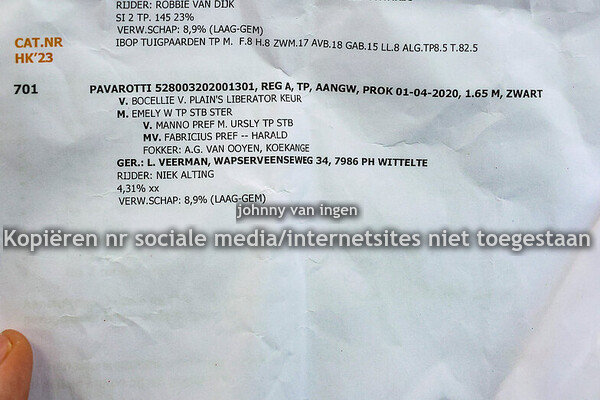 RIJDER: ROBBIE VAN DIJK
SI 2 TP. 145 23%
VERW.SCHAP: 8,9% (LAAG-GEM)
IBOP TUIGPAARDEN TP M. F.8 H.8 ZWM.17 AVB.18 GAB.15 LL.8 ALG.TP8.5 T.82.5
CAT.NR
HK'23
701 PAVAROTTI 528003202001301, REG A, TP, AANGW, PROK 01-04-2020, 1.65 M, ZWART
V. BOCELLIE V. PLAIN'S LIBERATOR KEUR
M. EMELY W TP STB STER
V. MANNO PREF M. URSLY TP STB
MV. FABRICIUS PREF -- HARALD
FOKKER: A.G. VAN OOYEN, KOEKANGE
GER.: L. VEERMAN, WAPSERVEENSEWEG 34, 7986 PH WITTELTE
RIJDER: NIEK ALTING
4,31% xx
VERW.SCHAP: 8,9% (LAAG-GEM)
johnny van ingen
Kopiëren nr sociale media/internetsites niet toegestaan